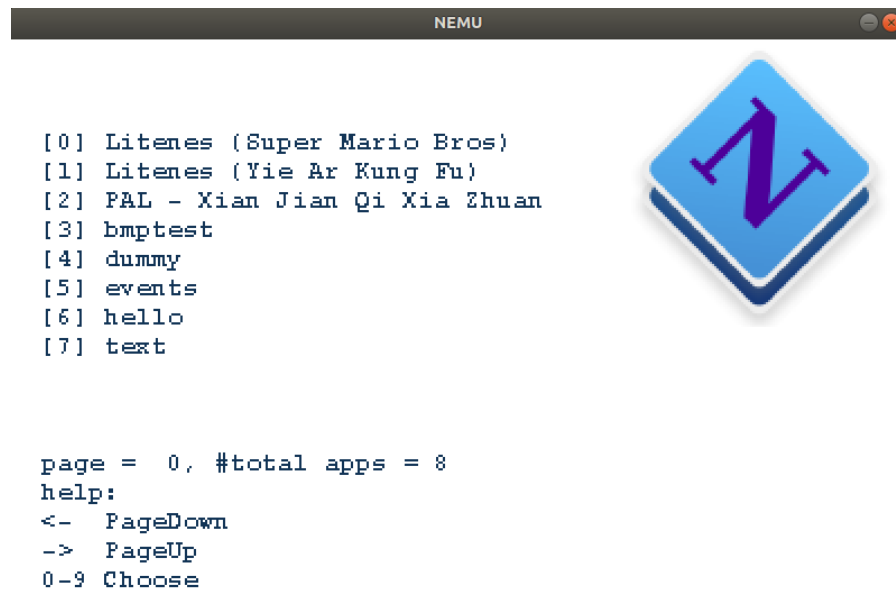 NEMU
[0] Litenes (Super Mario Bros)
[1] Litenes (Yie Ar Kung Fu)
[2] PAL - Xian Jian Qi Xia Zhuan
[3] bmptest
[4] dummy
[5] events
[6] hello
[7] text
N
page =  0, #total apps = 8
help:
<-  PageDown
->  PageUp
0-9 Choose